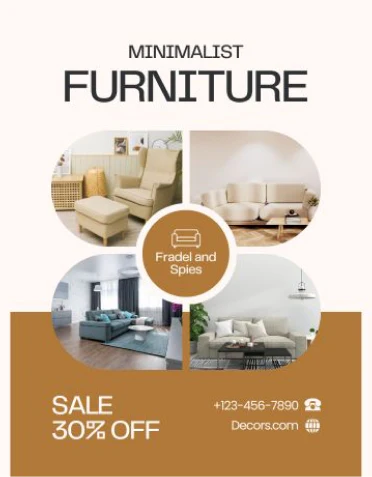 MINIMALIST
FURNITURE
Fradel and
Spies
SALE
30% OFF
+123-456-7890
Decors.com